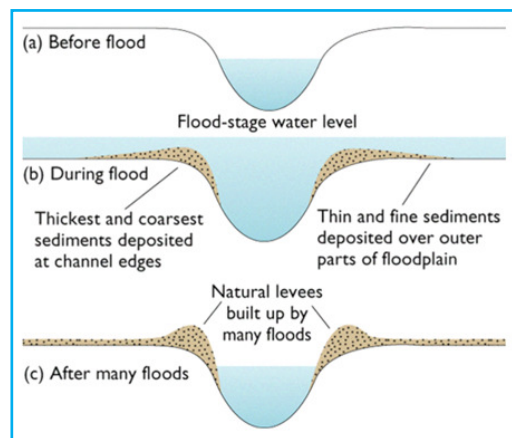 (a) Before flood
Flood-stage water level
(b) During flood
Thickest and coarsest
sediments deposited
at channel edges
Thin and fine sediments
deposited over outer
parts of floodplain
Natural levees
built up by
many floods
(c) After many floods